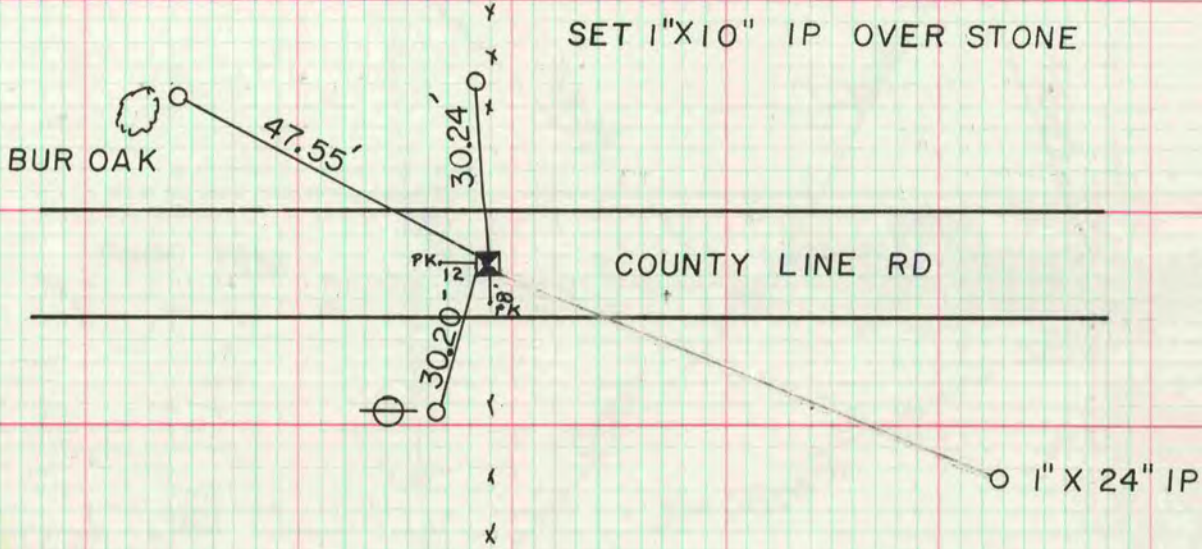 SET 1"X10" IP OVER STONE
30.24'
47.55'
BUR OAK
PK
12
COUNTY LINE RD
PK
30.20'
1" X 24" IP